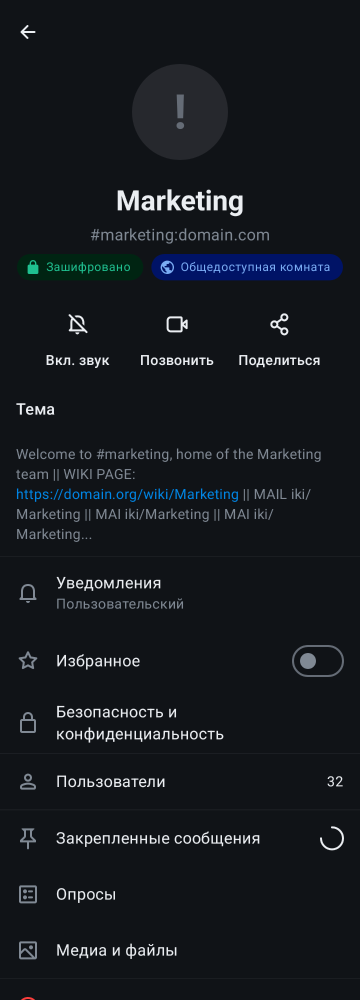 !
Marketing
#marketing:domain.com
Зашифровано
Общедоступная комната
Вкл. звук
Позвонить
Поделиться
Тема
Welcome to #marketing, home of the Marketing
team || WIKI PAGE:
https://domain.org/wiki/Marketing || MAIL iki/
Marketing || MAI iki/Marketing || MAI iki/
Marketing...
Уведомления
Пользовательский
Избранное
Безопасность и
конфиденциальность
Пользователи 32
Закрепленные сообщения
Опросы
Медиа и файлы